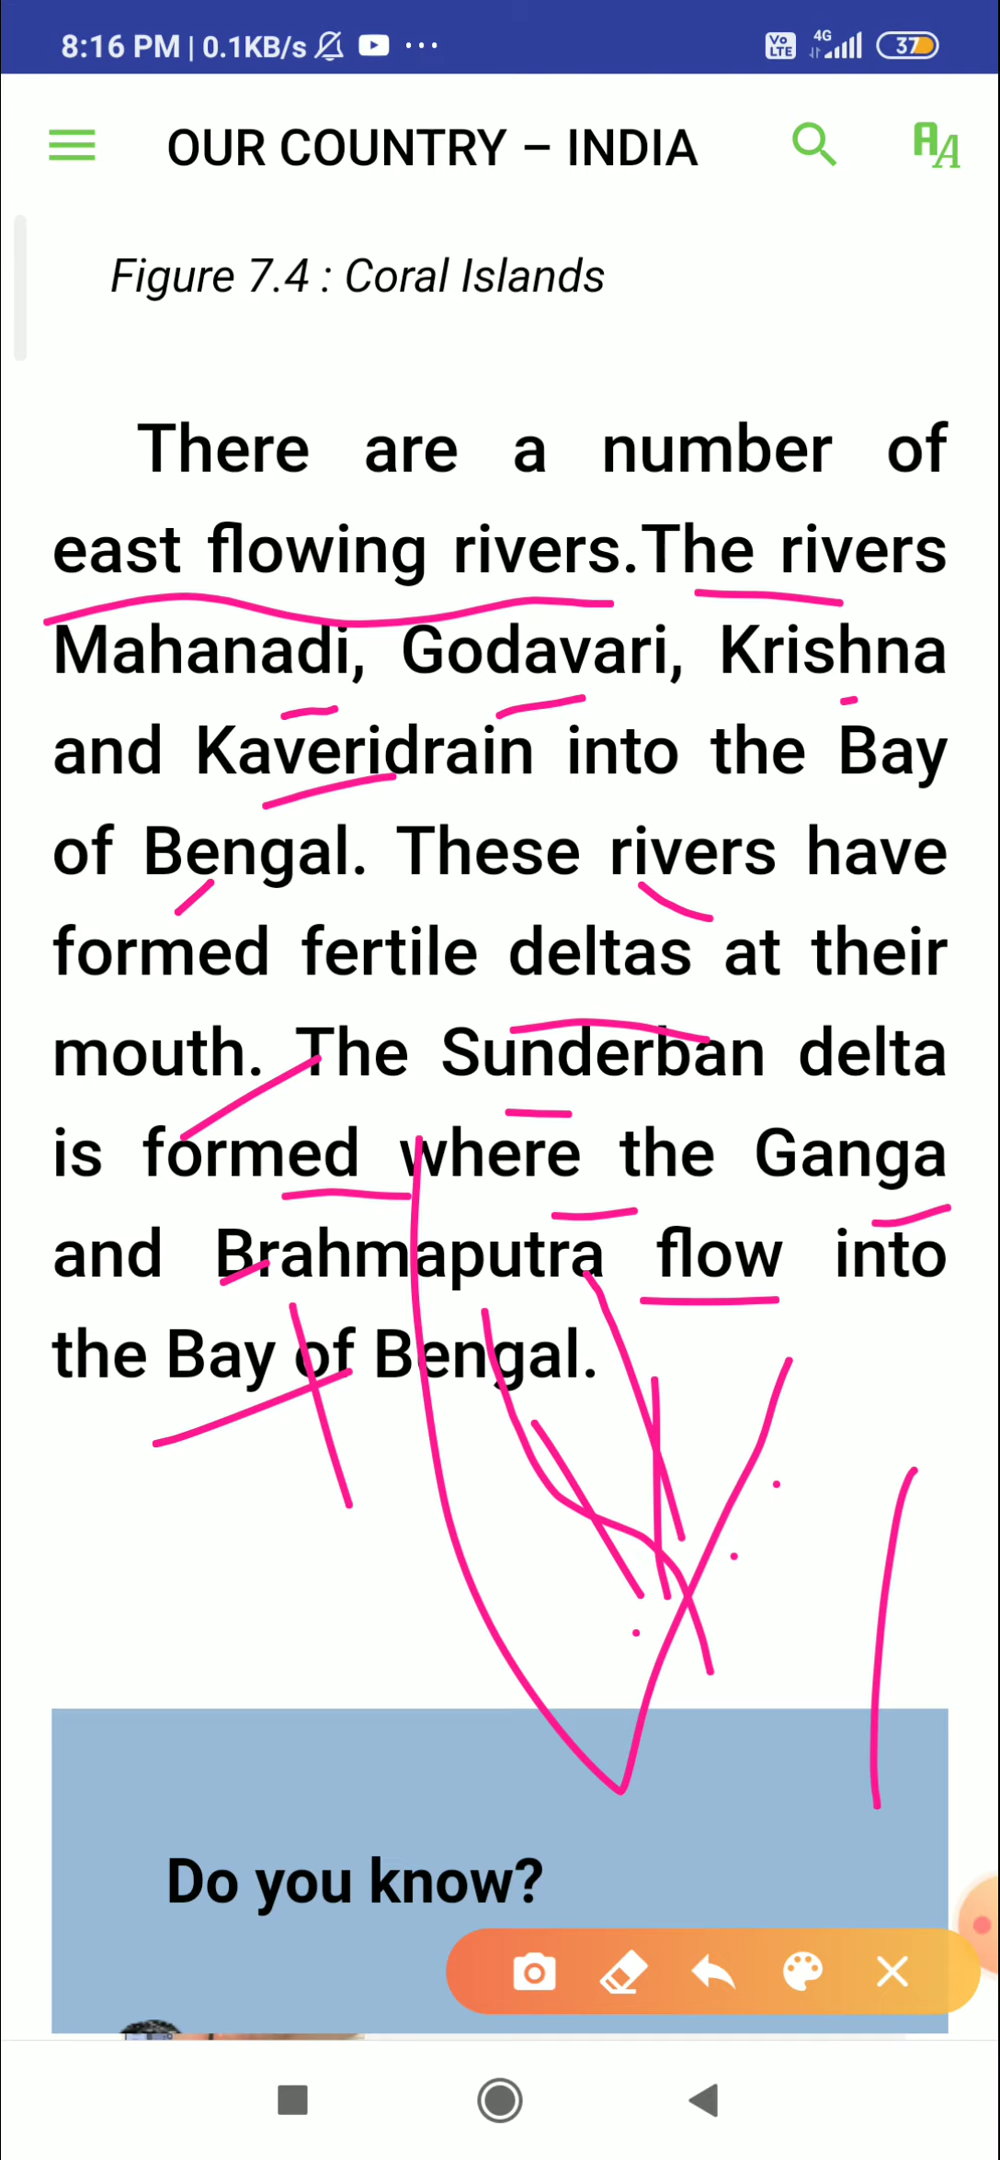 8:16 PM | 0.1KB/s
Vo LTE 4G 37
OUR COUNTRY – INDIA
Figure 7.4 : Coral Islands
There are a number of
east flowing rivers.The rivers
Mahanadi, Godavari, Krishna
and Kaveridrain into the Bay
of Bengal. These rivers have
formed fertile deltas at their
mouth. The Sunderban delta
is formed where the Ganga
and Brahmaputra flow into
the Bay of Bengal.
Do you know?